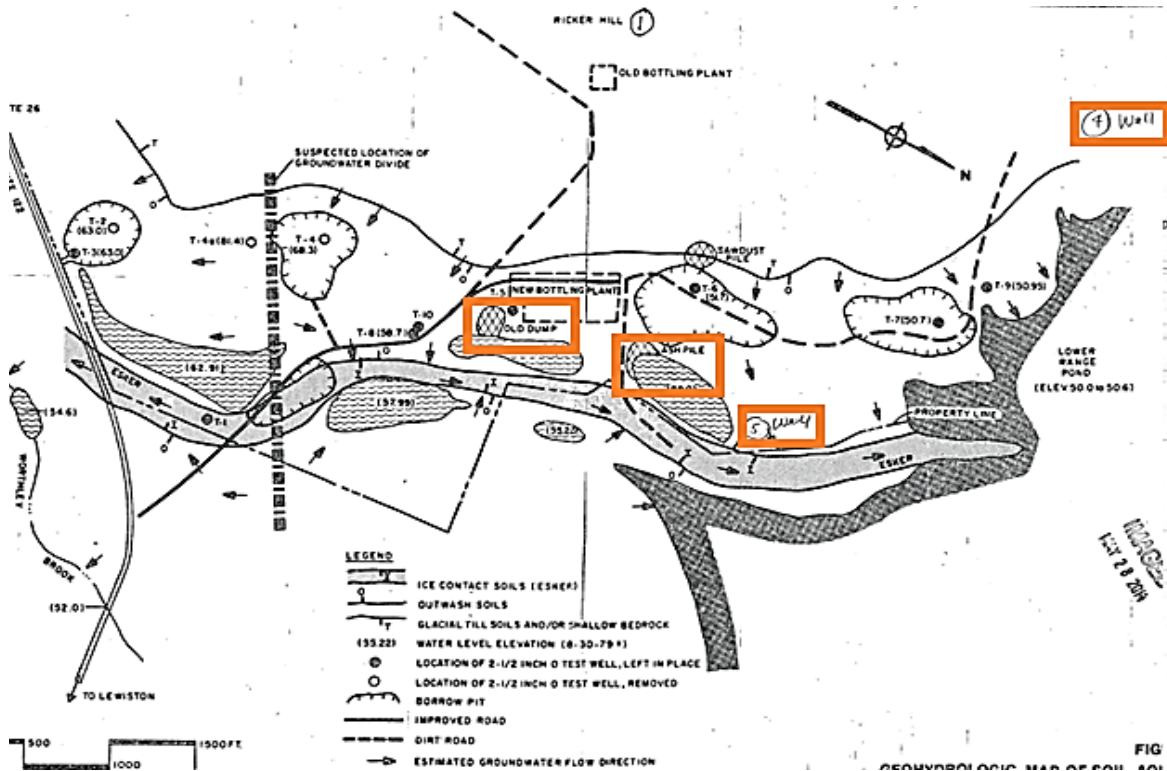 RICKER HILL 1
OLD BOTTLING PLANT
TE 26
4 Well
SUSPECTED LOCATION OF
GROUNDWATER DIVIDE
T
N
T-2
(63.0)
T-3(63.0)
O
T-4a(81.4)
T-4
(68.3)
T
O
SAWDUST
PILE
T
O
T-5
NEW BOTTLING PLANT
T-6
(51.7)
T-9(50.95)
T-10
T-8(58.7)
OLD DUMP
T-7(50.7)
O
ASH PILE
LOWER
RANGE
POND
(ELEV 50.0 to 50.6)
(62.91)
ESKER
(57.99)
I
O
5 Well
PROPERTY LINE
(54.6)
T-1
I
O
I
O
I
ESKER
WORTHLEY
BROOK
(52.0)
TO LEWISTON
IMAGED
MAY 28 2014
LEGEND
I
ICE CONTACT SOILS (ESKER)
O
OUTWASH SOILS
T
GLACIAL TILL SOILS AND/OR SHALLOW BEDROCK
(55.22) WATER LEVEL ELEVATION (8-30-79)
LOCATION OF 2-1/2 INCH O TEST WELL, LEFT IN PLACE
LOCATION OF 2-1/2 INCH O TEST WELL, REMOVED
BORROW PIT
IMPROVED ROAD
DIRT ROAD
ESTIMATED GROUNDWATER FLOW DIRECTION
500
1500 FT.
1000
FIG
GEOHYDROLOGIC MAP OF SOIL